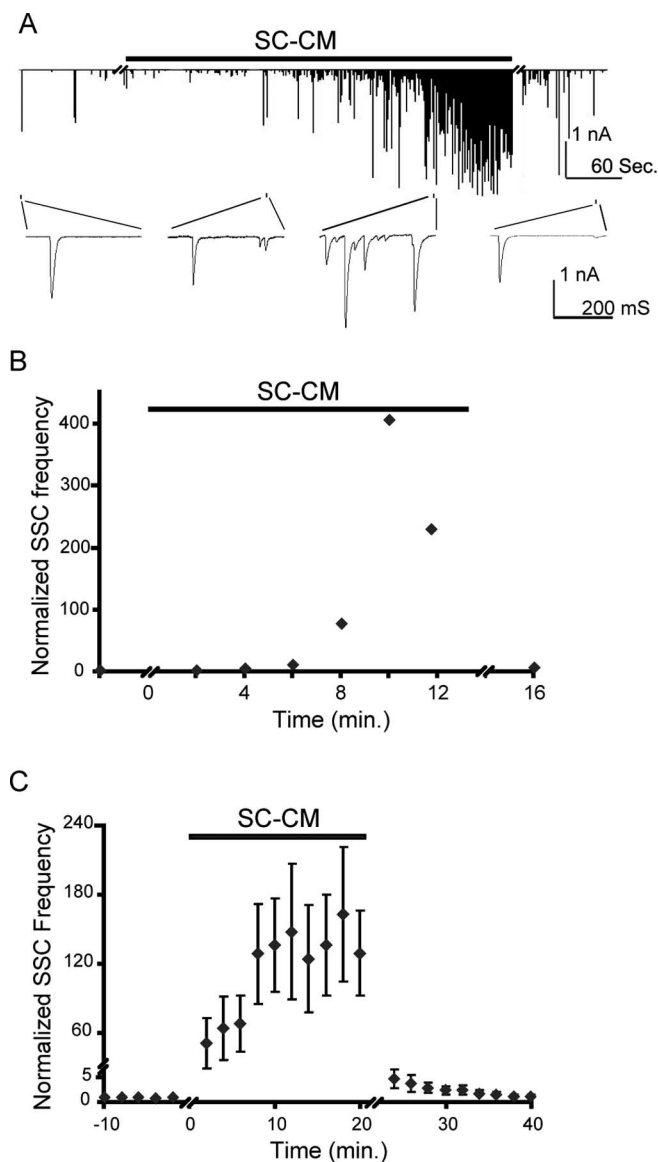 A
SC-CM
1 nA
60 Sec.
1 nA
200 mS
B
SC-CM
Normalized SSC frequency
400
300
200
100
0
0 4 8 12 16
Time (min.)
C
SC-CM
Normalized SSC Frequency
240
180
120
60
5
0
-10 0 10 20 30 40
Time (min.)